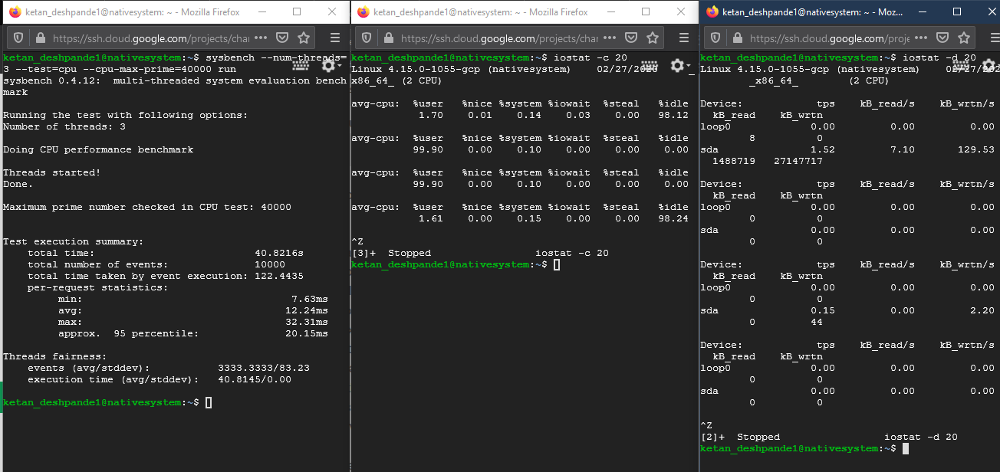 ketan_deshpande1@nativesystem: ~ - Mozilla Firefox
https://ssh.cloud.google.com/projects/char
ketan_deshpande1@nativesystem:~$ sysbench --num-threads=
3 --test=cpu --cpu-max-prime=40000 run
sysbench 0.4.12:  multi-threaded system evaluation bench
mark
Running the test with following options:
Number of threads: 3
Doing CPU performance benchmark
Threads started!
Done.
Maximum prime number checked in CPU test: 40000
Test execution summary:
    total time:                          40.8216s
    total number of events:              10000
    total time taken by event execution: 122.4435
    per-request statistics:
         min:                                  7.63ms
         avg:                                 12.24ms
         max:                                 32.31ms
         approx.  95 percentile:              20.15ms
Threads fairness:
    events (avg/stddev):           3333.3333/83.23
    execution time (avg/stddev):   40.8145/0.00
ketan_deshpande1@nativesystem:~$
ketan_deshpande1@nativesystem: ~ - Mozilla Firefox
https://ssh.cloud.google.com/projects/char
ketan_deshpande1@nativesystem:~$ iostat -c 20
Linux 4.15.0-1055-gcp (nativesystem)    02/27/2020      _
x86_64_ (2 CPU)
avg-cpu:  %user   %nice %system %iowait  %steal   %idle
           1.70    0.01    0.14    0.03    0.00   98.12
avg-cpu:  %user   %nice %system %iowait  %steal   %idle
          99.90    0.00    0.10    0.00    0.00    0.00
avg-cpu:  %user   %nice %system %iowait  %steal   %idle
          99.90    0.00    0.10    0.00    0.00    0.00
avg-cpu:  %user   %nice %system %iowait  %steal   %idle
           1.61    0.00    0.15    0.00    0.00   98.24
^Z
[3]+  Stopped                 iostat -c 20
ketan_deshpande1@nativesystem:~$
ketan_deshpande1@nativesystem: ~ - Moz...
https://ssh.cloud.google.com/proje
ketan_deshpande1@nativesystem:~$ iostat -d 20
Linux 4.15.0-1055-gcp (nativesystem)    02/27/202
        _x86_64_        (2 CPU)
Device:            tps    kB_read/s    kB_wrtn/s
  kB_read    kB_wrtn
loop0             0.00         0.00         0.00
        8          0
sda               1.52         7.10       129.53
  1488719   27147717
Device:            tps    kB_read/s    kB_wrtn/s
  kB_read    kB_wrtn
loop0             0.00         0.00         0.00
        0          0
sda               0.00         0.00         0.00
        0          0
Device:            tps    kB_read/s    kB_wrtn/s
  kB_read    kB_wrtn
loop0             0.00         0.00         0.00
        0          0
sda               0.15         0.00         2.20
        0         44
Device:            tps    kB_read/s    kB_wrtn/s
  kB_read    kB_wrtn
loop0             0.00         0.00         0.00
        0          0
sda               0.00         0.00         0.00
        0          0
^Z
[2]+  Stopped                 iostat -d 20
ketan_deshpande1@nativesystem:~$